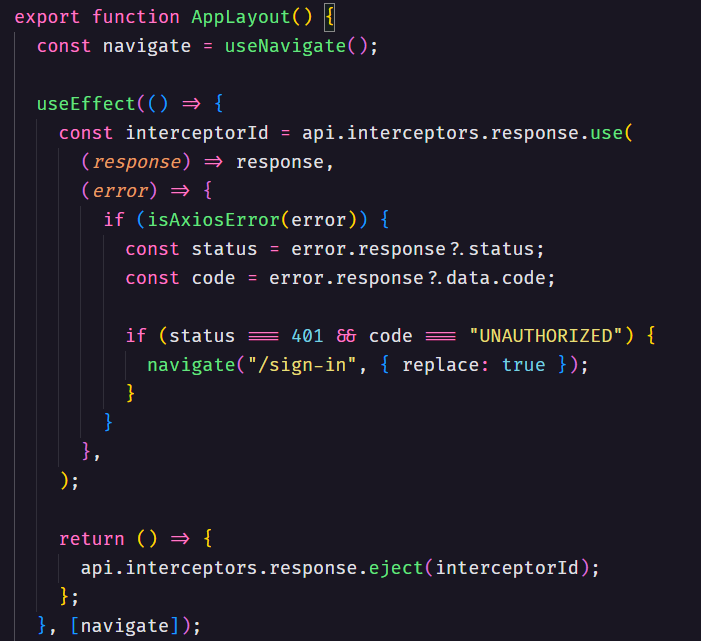 export function AppLayout() {
  const navigate = useNavigate();

  useEffect(() => {
    const interceptorId = api.interceptors.response.use(
      (response) => response,
      (error) => {
        if (isAxiosError(error)) {
          const status = error.response?.status;
          const code = error.response?.data.code;

          if (status === 401 && code === "UNAUTHORIZED") {
            navigate("/sign-in", { replace: true });
          }
        }
      },
    );

    return () => {
      api.interceptors.response.eject(interceptorId);
    };
  }, [navigate]);